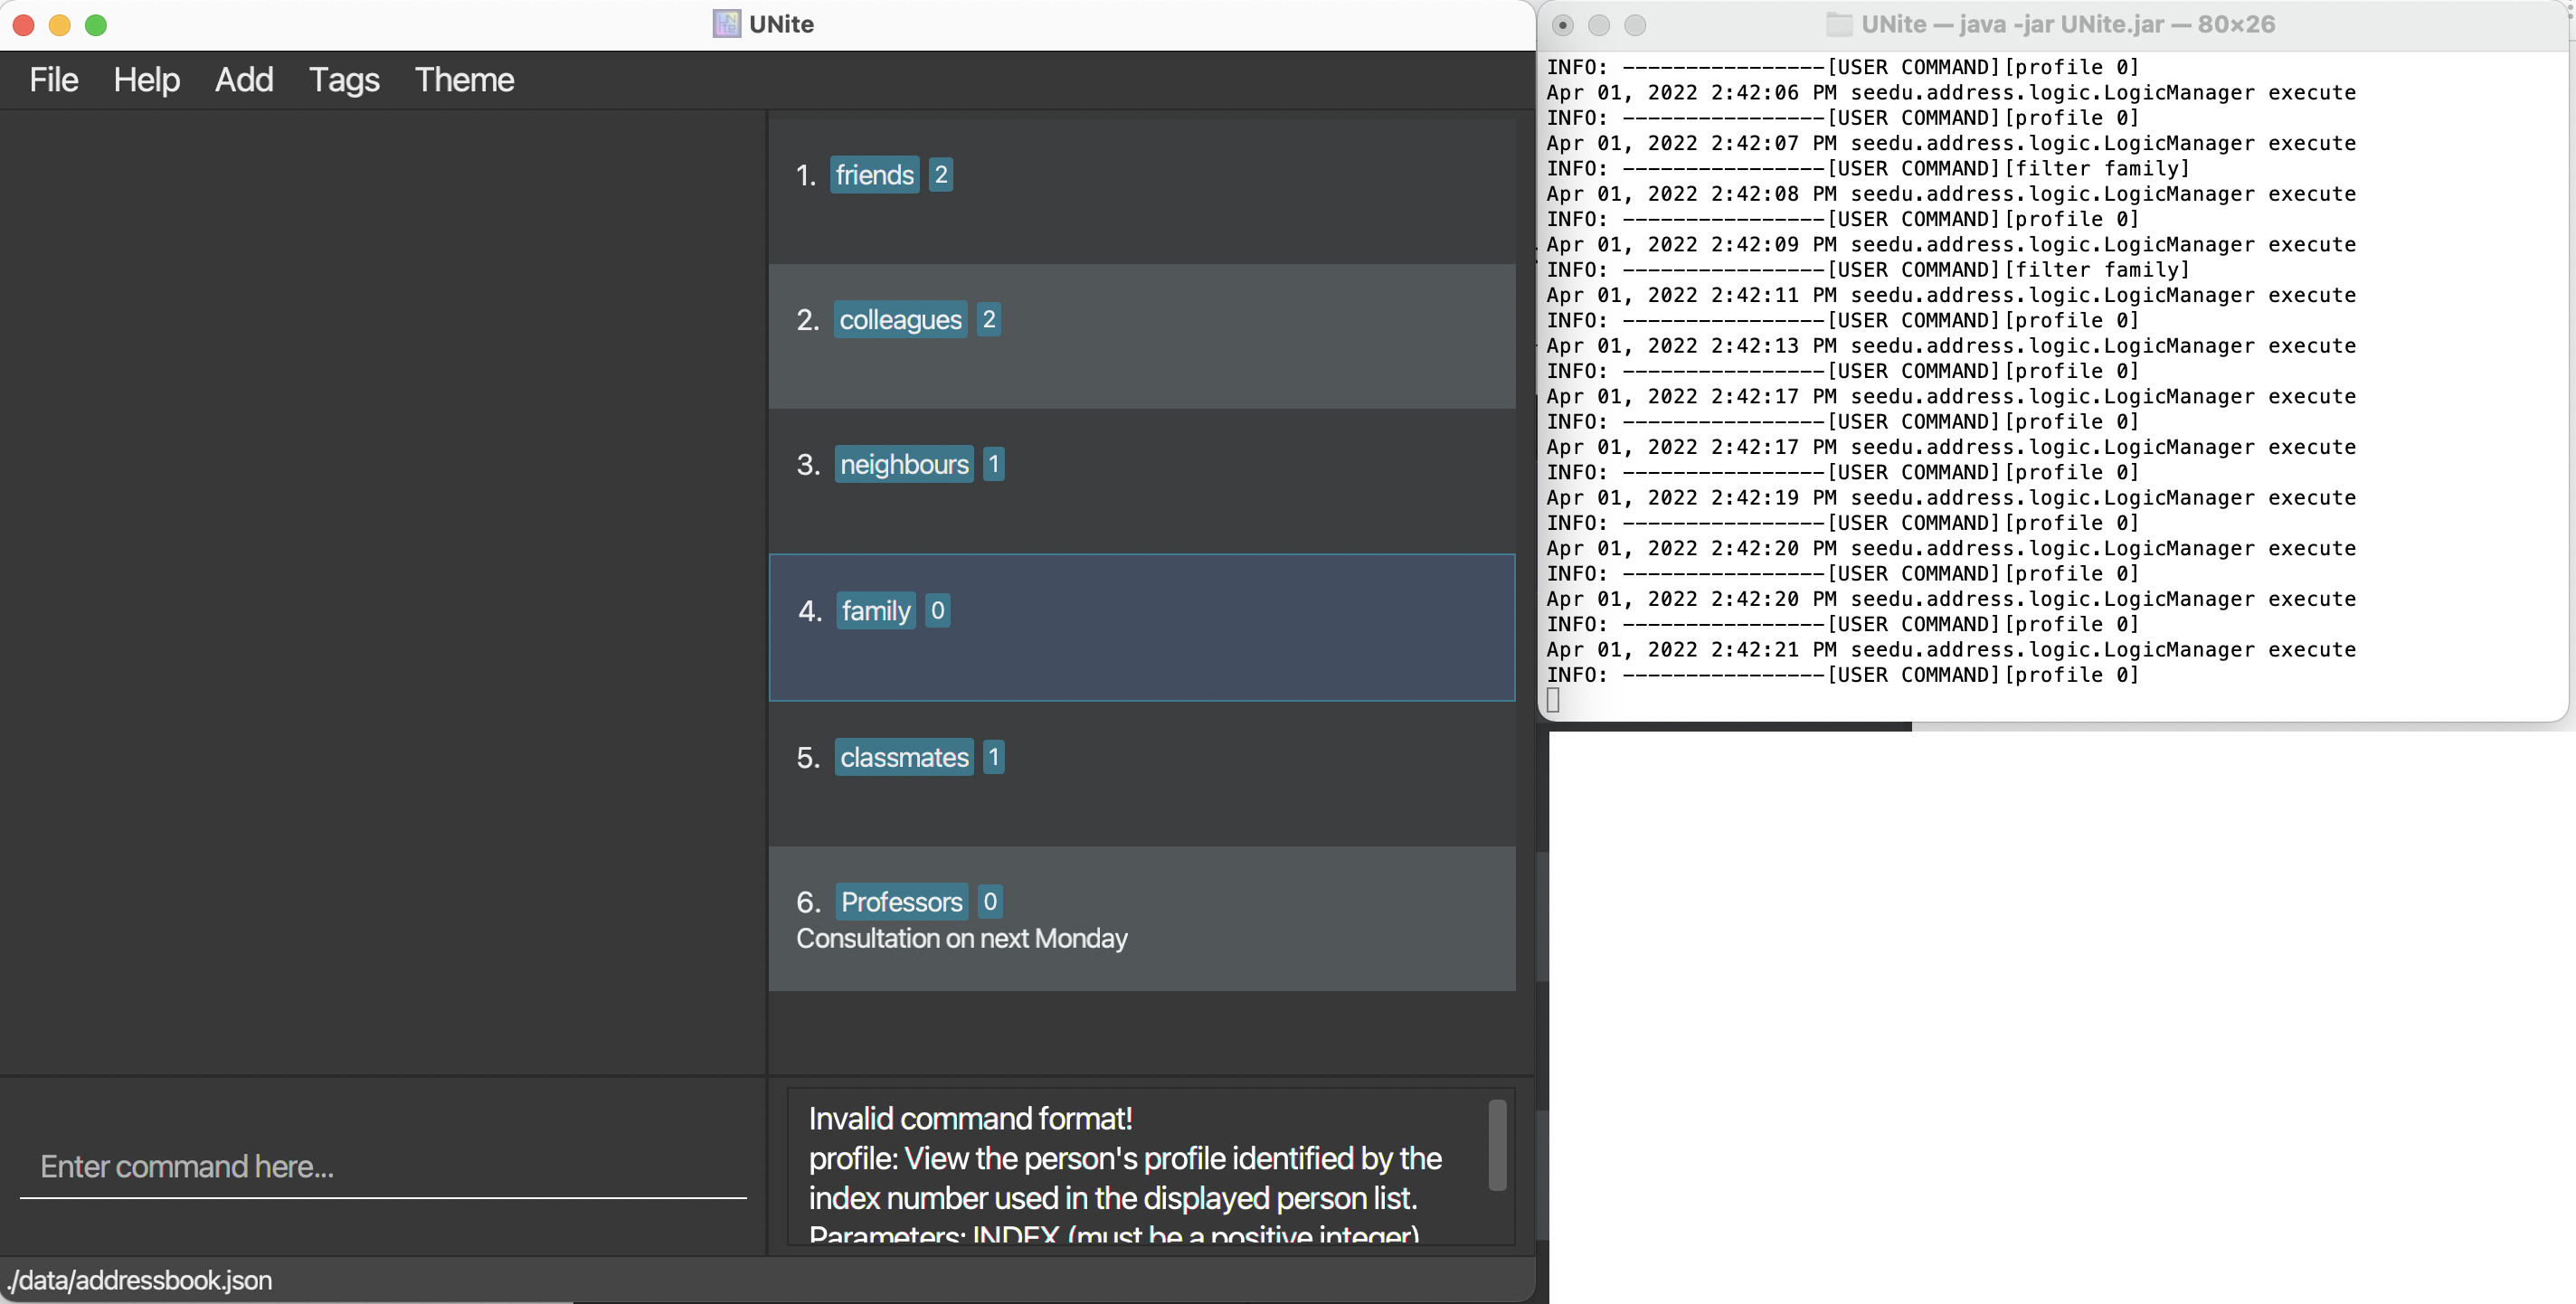 UNite
File Help Add Tags Theme
1. friends 2
2. colleagues 2
3. neighbours 1
4. family 0
5. classmates 1
6. Professors 0
Consultation on next Monday
Enter command here...
Invalid command format!
profile: View the person's profile identified by the
index number used in the displayed person list.
Parameters: INDEX (must be a positive integer)
./data/addressbook.json
UNite — java -jar UNite.jar — 80×26
INFO: ----------------[USER COMMAND][profile 0]
Apr 01, 2022 2:42:06 PM seedu.address.logic.LogicManager execute
INFO: ----------------[USER COMMAND][profile 0]
Apr 01, 2022 2:42:07 PM seedu.address.logic.LogicManager execute
INFO: ----------------[USER COMMAND][filter family]
Apr 01, 2022 2:42:08 PM seedu.address.logic.LogicManager execute
INFO: ----------------[USER COMMAND][profile 0]
Apr 01, 2022 2:42:09 PM seedu.address.logic.LogicManager execute
INFO: ----------------[USER COMMAND][filter family]
Apr 01, 2022 2:42:11 PM seedu.address.logic.LogicManager execute
INFO: ----------------[USER COMMAND][profile 0]
Apr 01, 2022 2:42:13 PM seedu.address.logic.LogicManager execute
INFO: ----------------[USER COMMAND][profile 0]
Apr 01, 2022 2:42:17 PM seedu.address.logic.LogicManager execute
INFO: ----------------[USER COMMAND][profile 0]
Apr 01, 2022 2:42:17 PM seedu.address.logic.LogicManager execute
INFO: ----------------[USER COMMAND][profile 0]
Apr 01, 2022 2:42:19 PM seedu.address.logic.LogicManager execute
INFO: ----------------[USER COMMAND][profile 0]
Apr 01, 2022 2:42:20 PM seedu.address.logic.LogicManager execute
INFO: ----------------[USER COMMAND][profile 0]
Apr 01, 2022 2:42:20 PM seedu.address.logic.LogicManager execute
INFO: ----------------[USER COMMAND][profile 0]
Apr 01, 2022 2:42:21 PM seedu.address.logic.LogicManager execute
INFO: ----------------[USER COMMAND][profile 0]